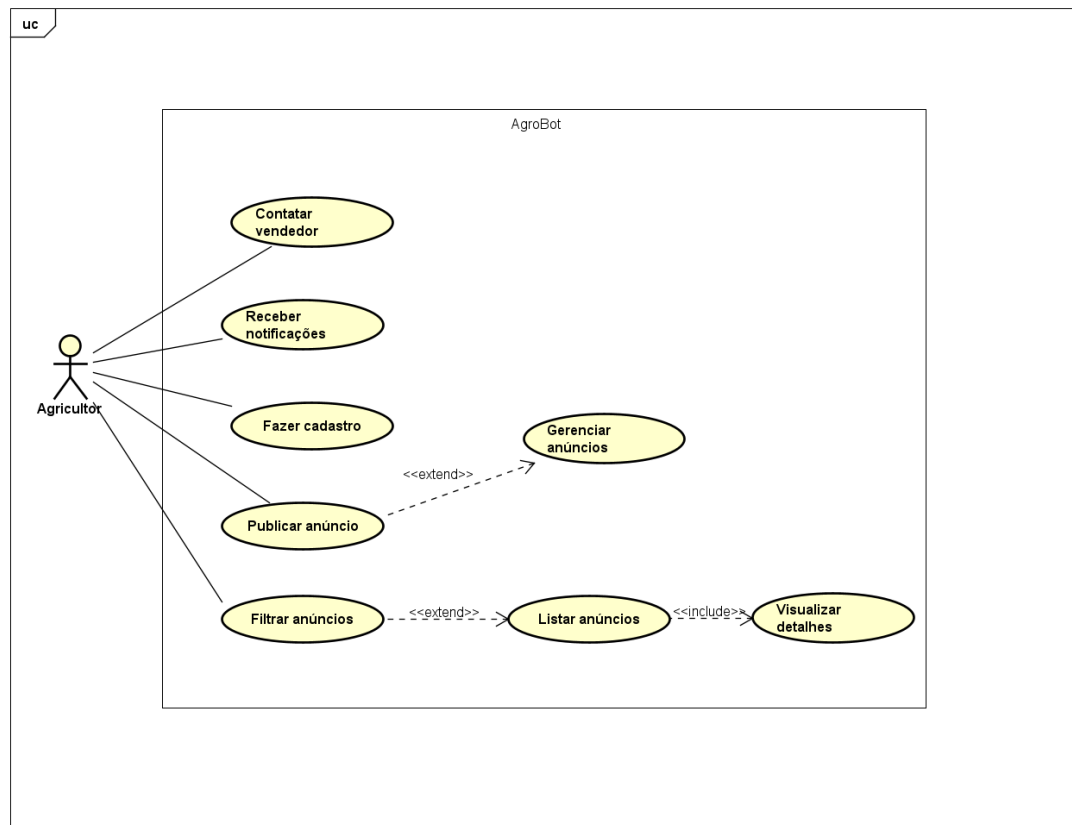 uc
AgroBot
Contatar
vendedor
Receber
notificações
Agricultor
Fazer cadastro
Gerenciar
anúncios
<<extend>>
Publicar anúncio
Filtrar anúncios
<<extend>>
Listar anúncios
<<include>>
Visualizar
detalhes